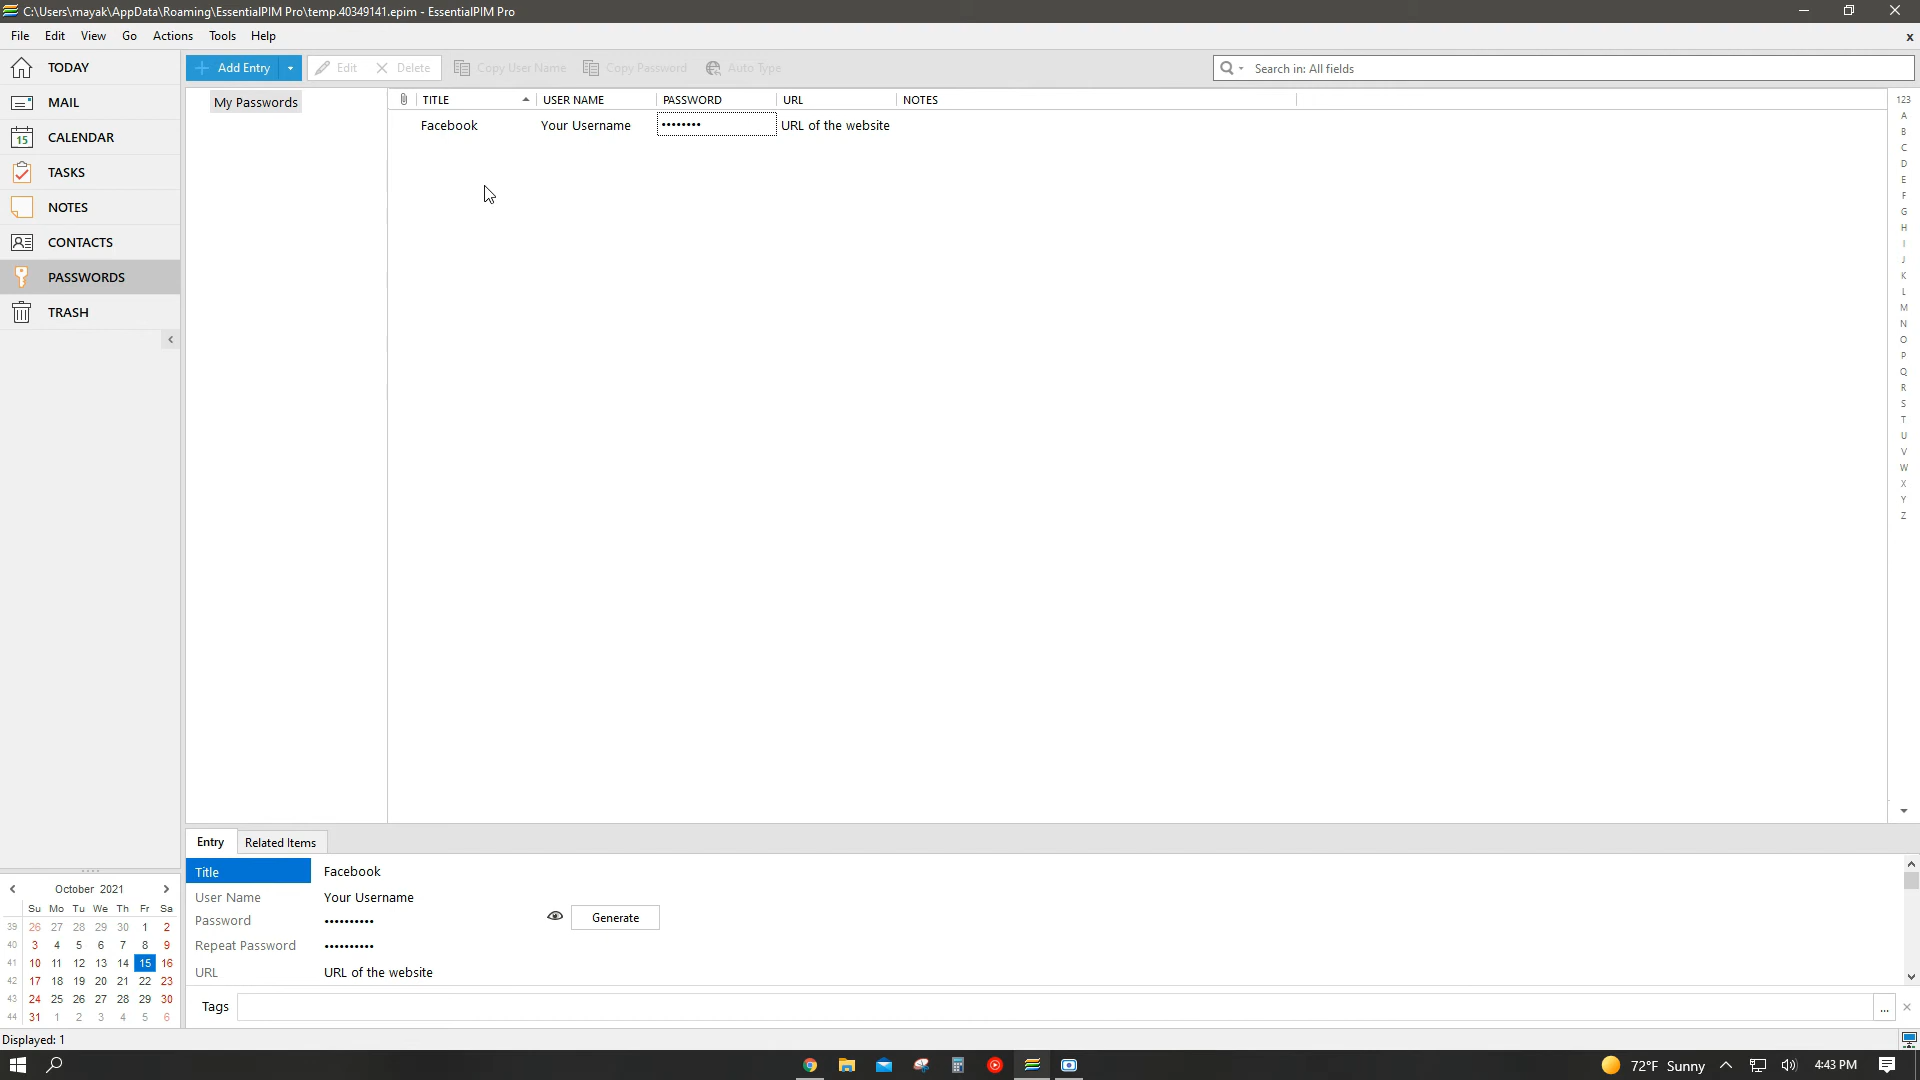 C:\Users\mayak\AppData\Roaming\EssentialPIM Pro\temp.40349141.epim - EssentialPIM Pro
File Edit View Go Actions Tools Help x
TODAY
MAIL
15 CALENDAR
TASKS
NOTES
CONTACTS
PASSWORDS
TRASH
Add Entry Edit Delete Copy User Name Copy Password Auto Type Search in: All fields
My Passwords
TITLE USER NAME PASSWORD URL NOTES
Facebook Your Username •••••••• URL of the website
123
A
B
C
D
E
F
G
H
I
J
K
L
M
N
O
P
Q
R
S
T
U
V
W
X
Y
Z
Entry Related Items
Title Facebook
User Name Your Username
Password •••••••••• Generate
Repeat Password ••••••••••
URL URL of the website
Tags ...
October 2021
Su Mo Tu We Th Fr Sa
39 26 27 28 29 30 1 2
40 3 4 5 6 7 8 9
41 10 11 12 13 14 15 16
42 17 18 19 20 21 22 23
43 24 25 26 27 28 29 30
44 31 1 2 3 4 5 6
Displayed: 1
72°F Sunny 4:43 PM